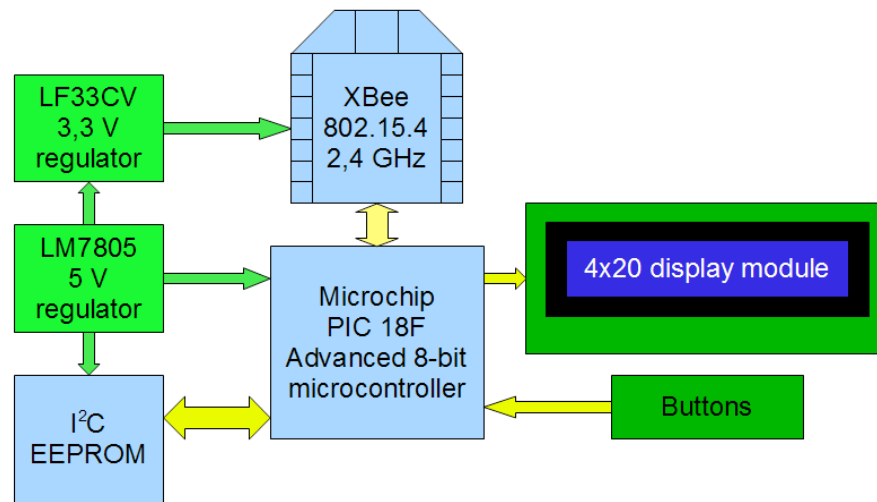 LF33CV
3,3 V
regulator
XBee
802.15.4
2,4 GHz
LM7805
5 V
regulator
Microchip
PIC 18F
Advanced 8-bit
microcontroller
4x20 display module
I²C
EEPROM
Buttons